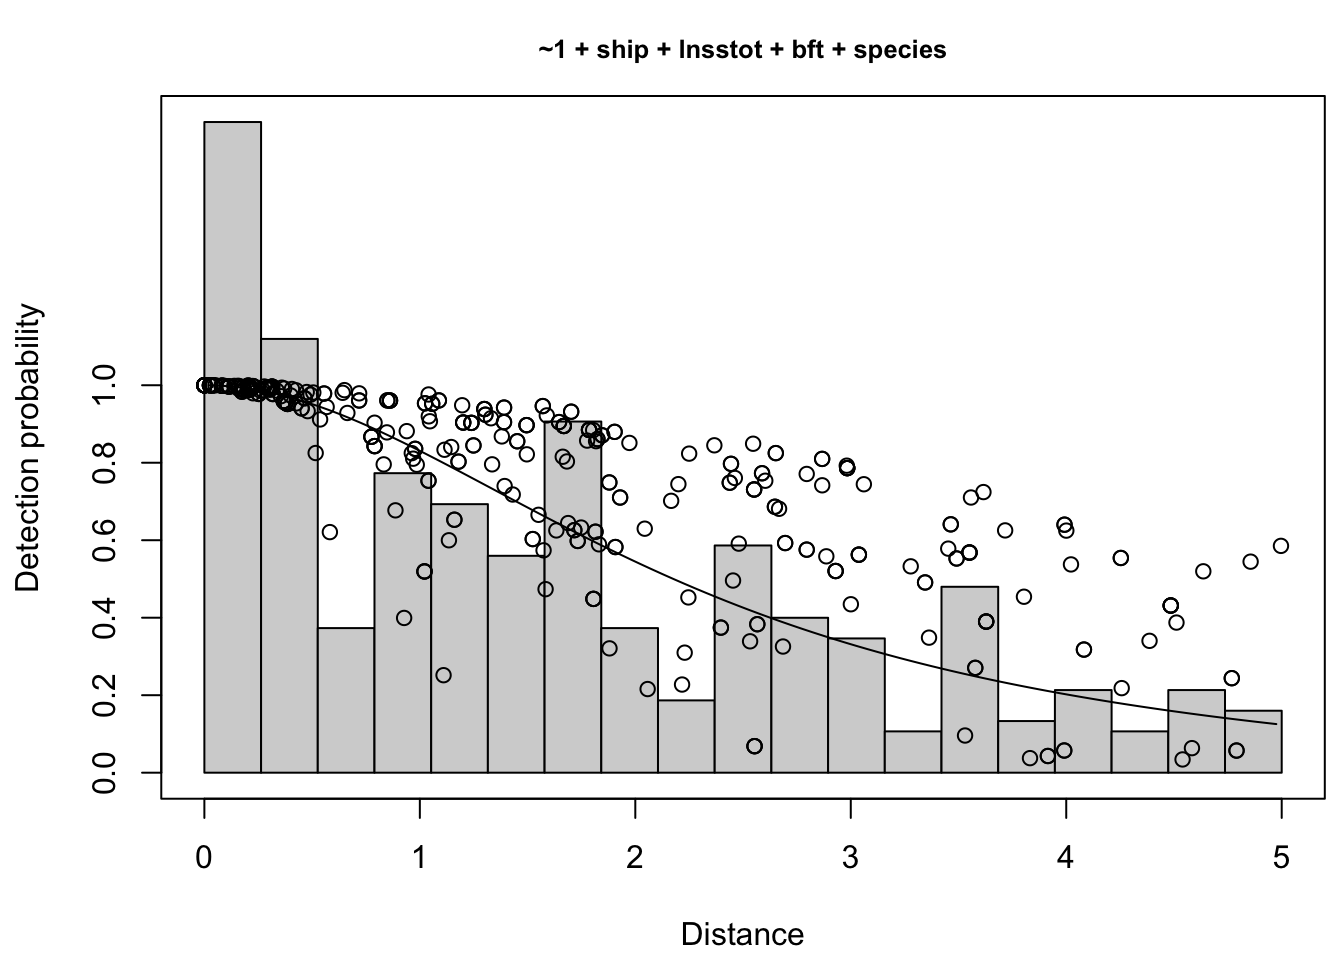 ~1 + ship + lnsstot + bft + species
Detection probability
1.0
0.8
0.6
0.4
0.2
0.0
0 1 2 3 4 5
Distance